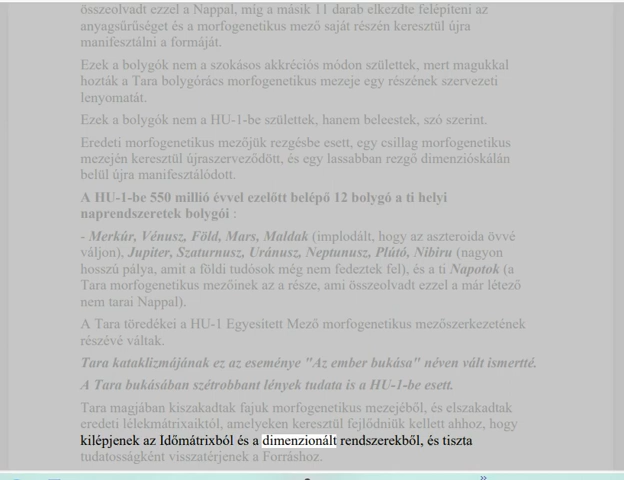 összeolvadt ezzel a Nappal, míg a másik 11 darab elkezdte felépíteni az
anyagsűrűséget és a morfogenetikus mező saját részén keresztül újra
manifesztálni a formáját.
Ezek a bolygók nem a szokásos akkréciós módon születtek, mert magukkal
hozták a Tara bolygórács morfogenetikus mezeje egy részének szervezeti
lenyomatát.
Ezek a bolygók nem a HU-1-be születtek, hanem beleestek, szó szerint.
Eredeti morfogenetikus mezőjük rezgésbe esett, egy csillag morfogenetikus
mezején keresztül újraszerveződött, és egy lassabban rezgő dimenzióskálán
belül újra manifesztálódott.
A HU-1-be 550 millió évvel ezelőtt belépő 12 bolygó a ti helyi
naprendszeretek bolygói :
- Merkúr, Vénusz, Föld, Mars, Maldak (implodált, hogy az aszteroida övvé
váljon), Jupiter, Szaturnusz, Uránusz, Neptunusz, Plútó, Nibiru (nagyon
hosszú pálya, amit a földi tudósok még nem fedeztek fel), és a ti Napotok (a
Tara morfogenetikus mezőinek az a része, ami összeolvadt ezzel a már létező
nem tarai Nappal).
A Tara töredékei a HU-1 Egyesített Mező morfogenetikus mezőszerkezetének
részévé váltak.
Tara kataklizmájának ez az eseménye "Az ember bukása" néven vált ismertté.
A Tara bukásában szétrobbant lények tudata is a HU-1-be esett.
Tara magjában kiszakadtak fajuk morfogenetikus mezejéből, és elszakadtak
eredeti lélekmátrixaiktól, amelyeken keresztül fejlődniük kellett ahhoz, hogy
kilépjenek az Időmátrixból és a dimenzionált rendszerekből, és tiszta
tudatosságként visszatérjenek a Forráshoz.